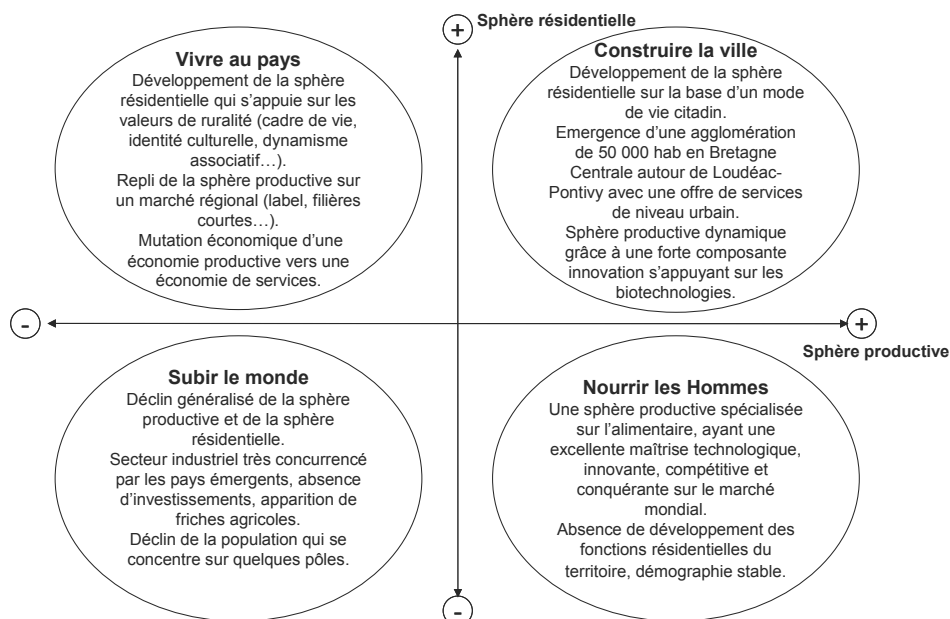 +
Sphère résidentielle
Vivre au pays
Développement de la sphère
résidentielle qui s'appuie sur les
valeurs de ruralité (cadre de vie,
identité culturelle, dynamisme
associatif…).
Repli de la sphère productive sur
un marché régional (label, filières
courtes…).
Mutation économique d'une
économie productive vers une
économie de services.
Construire la ville
Développement de la sphère
résidentielle sur la base d'un mode
de vie citadin.
Emergence d'une agglomération
de 50 000 hab en Bretagne
Centrale autour de Loudéac-
Pontivy avec une offre de services
de niveau urbain.
Sphère productive dynamique
grâce à une forte composante
innovation s'appuyant sur les
biotechnologies.
-
+
Sphère productive
Subir le monde
Déclin généralisé de la sphère
productive et de la sphère
résidentielle.
Secteur industriel très concurrencé
par les pays émergents, absence
d'investissements, apparition de
friches agricoles.
Déclin de la population qui se
concentre sur quelques pôles.
Nourrir les Hommes
Une sphère productive spécialisée
sur l'alimentaire, ayant une
excellente maîtrise technologique,
innovante, compétitive et
conquérante sur le marché
mondial.
Absence de développement des
fonctions résidentielles du
territoire, démographie stable.
-